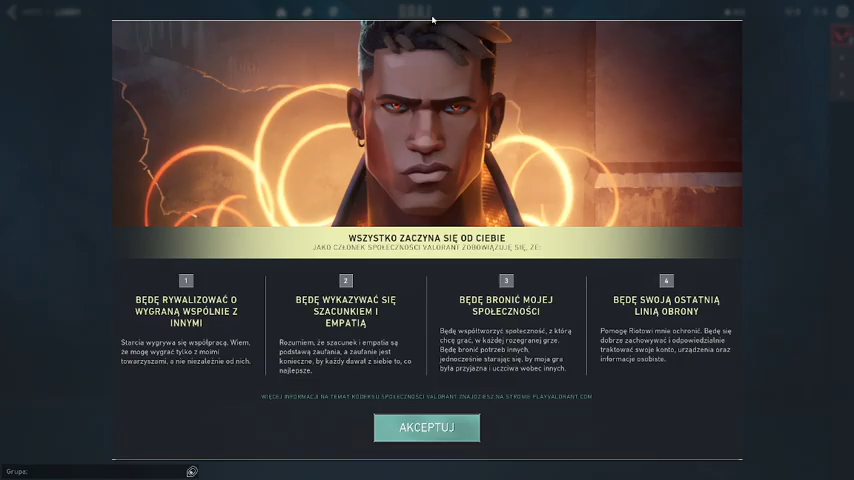 WSZYSTKO ZACZYNA SIĘ OD CIEBIE
JAKO CZŁONEK SPOŁECZNOŚCI VALORANT ZOBOWIĄZUJĘ SIĘ, ŻE:
1
BĘDĘ RYWALIZOWAĆ O
WYGRANĄ WSPÓLNIE Z
INNYMI
Starcia wygrywa się współpracą. Wiem,
że mogę wygrać tylko z moimi
towarzyszami, a nie niezależnie od nich.
2
BĘDĘ WYKAZYWAĆ SIĘ
SZACUNKIEM I
EMPATIĄ
Rozumiem, że szacunek i empatia są
podstawą zaufania, a zaufanie jest
konieczne, by każdy dawał z siebie to, co
najlepsze.
3
BĘDĘ BRONIĆ MOJEJ
SPOŁECZNOŚCI
Będę współtworzyć społeczność, z którą
chcę grać, w każdej rozegranej grze.
Będę bronić potrzeb innych,
jednocześnie starając się, by moja gra
była przyjazna i uczciwa wobec innych.
4
BĘDĘ SWOJĄ OSTATNIĄ
LINIĄ OBRONY
Pomogę Riotowi mnie ochronić. Będę się
dobrze zachowywać i odpowiedzialnie
traktować swoje konto, urządzenia oraz
informacje osobiste.
WIĘCEJ INFORMACJI NA TEMAT KODEKSU SPOŁECZNOŚCI VALORANT ZNAJDZIESZ NA STRONIE PLAYVALORANT.COM
AKCEPTUJ
Grupa: